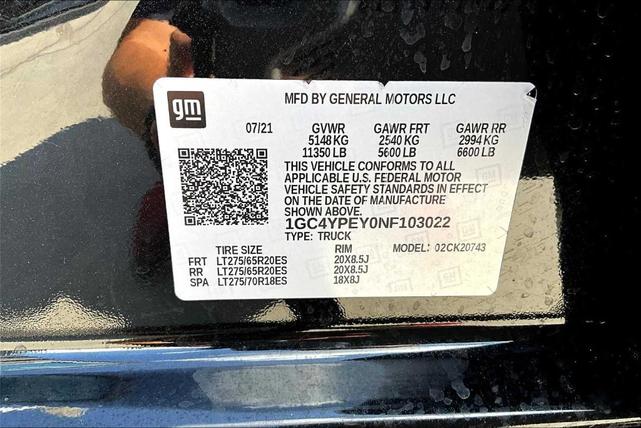 gm
MFD BY GENERAL MOTORS LLC
07/21 GVWR GAWR FRT GAWR RR
5148 KG 2540 KG 2994 KG
11350 LB 5600 LB 6600 LB
THIS VEHICLE CONFORMS TO ALL
APPLICABLE U.S. FEDERAL MOTOR
VEHICLE SAFETY STANDARDS IN EFFECT
ON THE DATE OF MANUFACTURE
SHOWN ABOVE.
1GC4YPEY0NF103022
TYPE: TRUCK MODEL: 02CK20743
TIRE SIZE RIM
FRT LT275/65R20ES 20X8.5J
RR LT275/65R20ES 20X8.5J
SPA LT275/70R18ES 18X8J